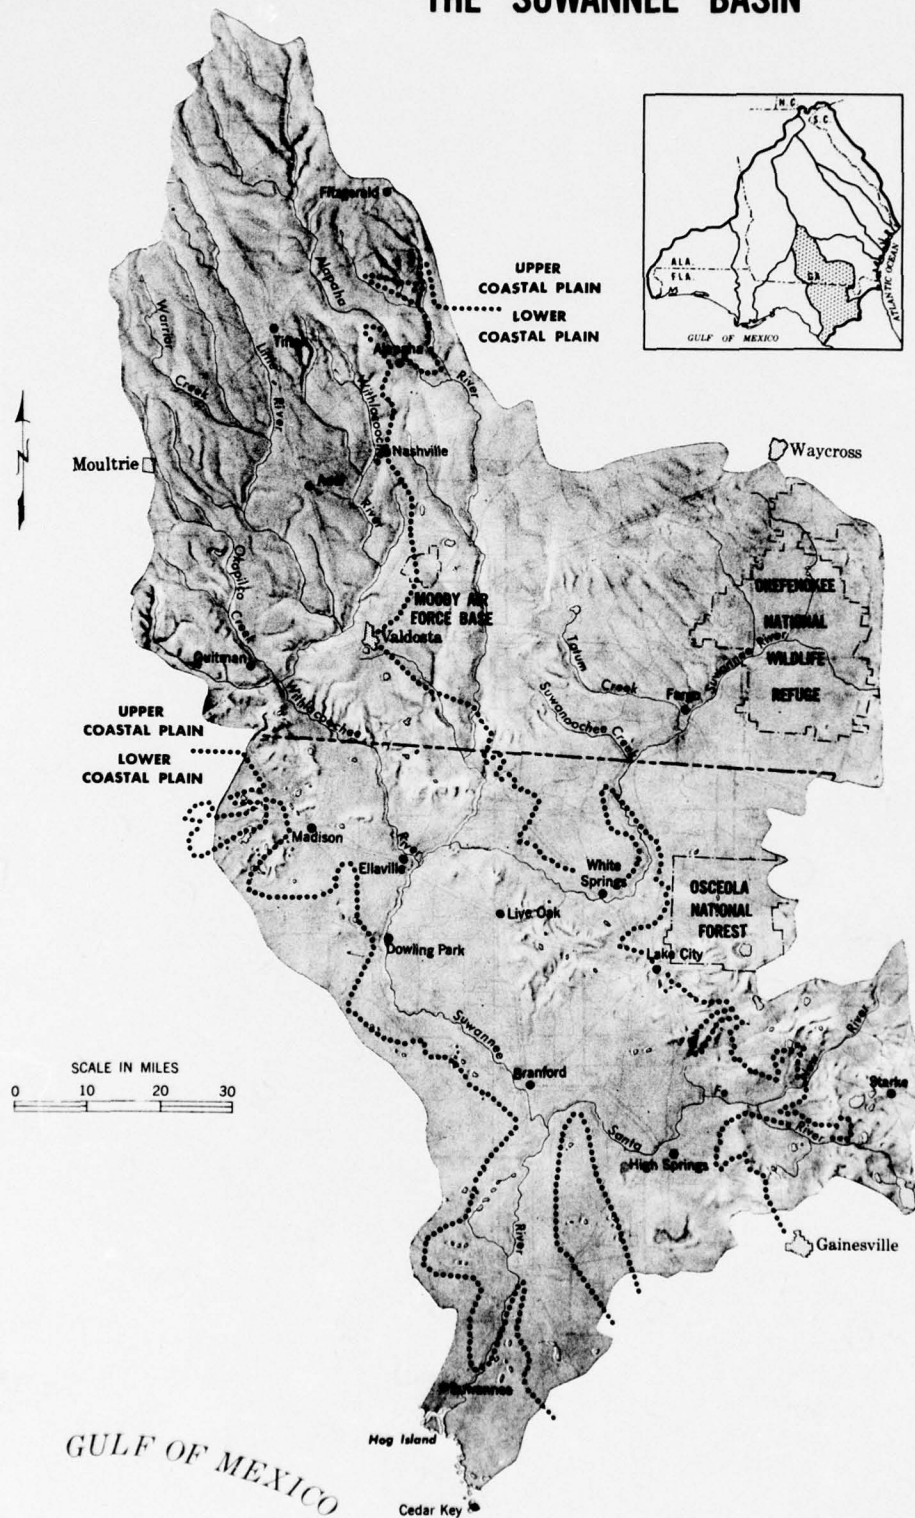 THE SUWANNEE BASIN
N.C.
S.C.
ALA.
FLA.
GA.
ATLANTIC OCEAN
GULF OF MEXICO
Fitzgerald
Alapaha
River
UPPER
COASTAL PLAIN
LOWER
COASTAL PLAIN
Warrior
Creek
Tifton
Little
River
Alapaha
Withlacoochee
River
Nashville
Adel
Moultrie
Waycross
Okapilco
Creek
MOODY AIR
FORCE BASE
Valdosta
Quitman
Withlacoochee
River
OKEFENOKEE
NATIONAL
WILDLIFE
REFUGE
Suwannee River
Tatum
Creek
Fargo
Suwanoochee Creek
UPPER
COASTAL PLAIN
LOWER
COASTAL PLAIN
Madison
Ellaville
White
Springs
OSCEOLA
NATIONAL
FOREST
Live Oak
Lake City
Dowling Park
Suwannee
River
SCALE IN MILES
0 10 20 30
Branford
Starke
Santa
Fe
River
High Springs
River
Gainesville
Suwannee
Hog Island
GULF OF MEXICO
Cedar Key